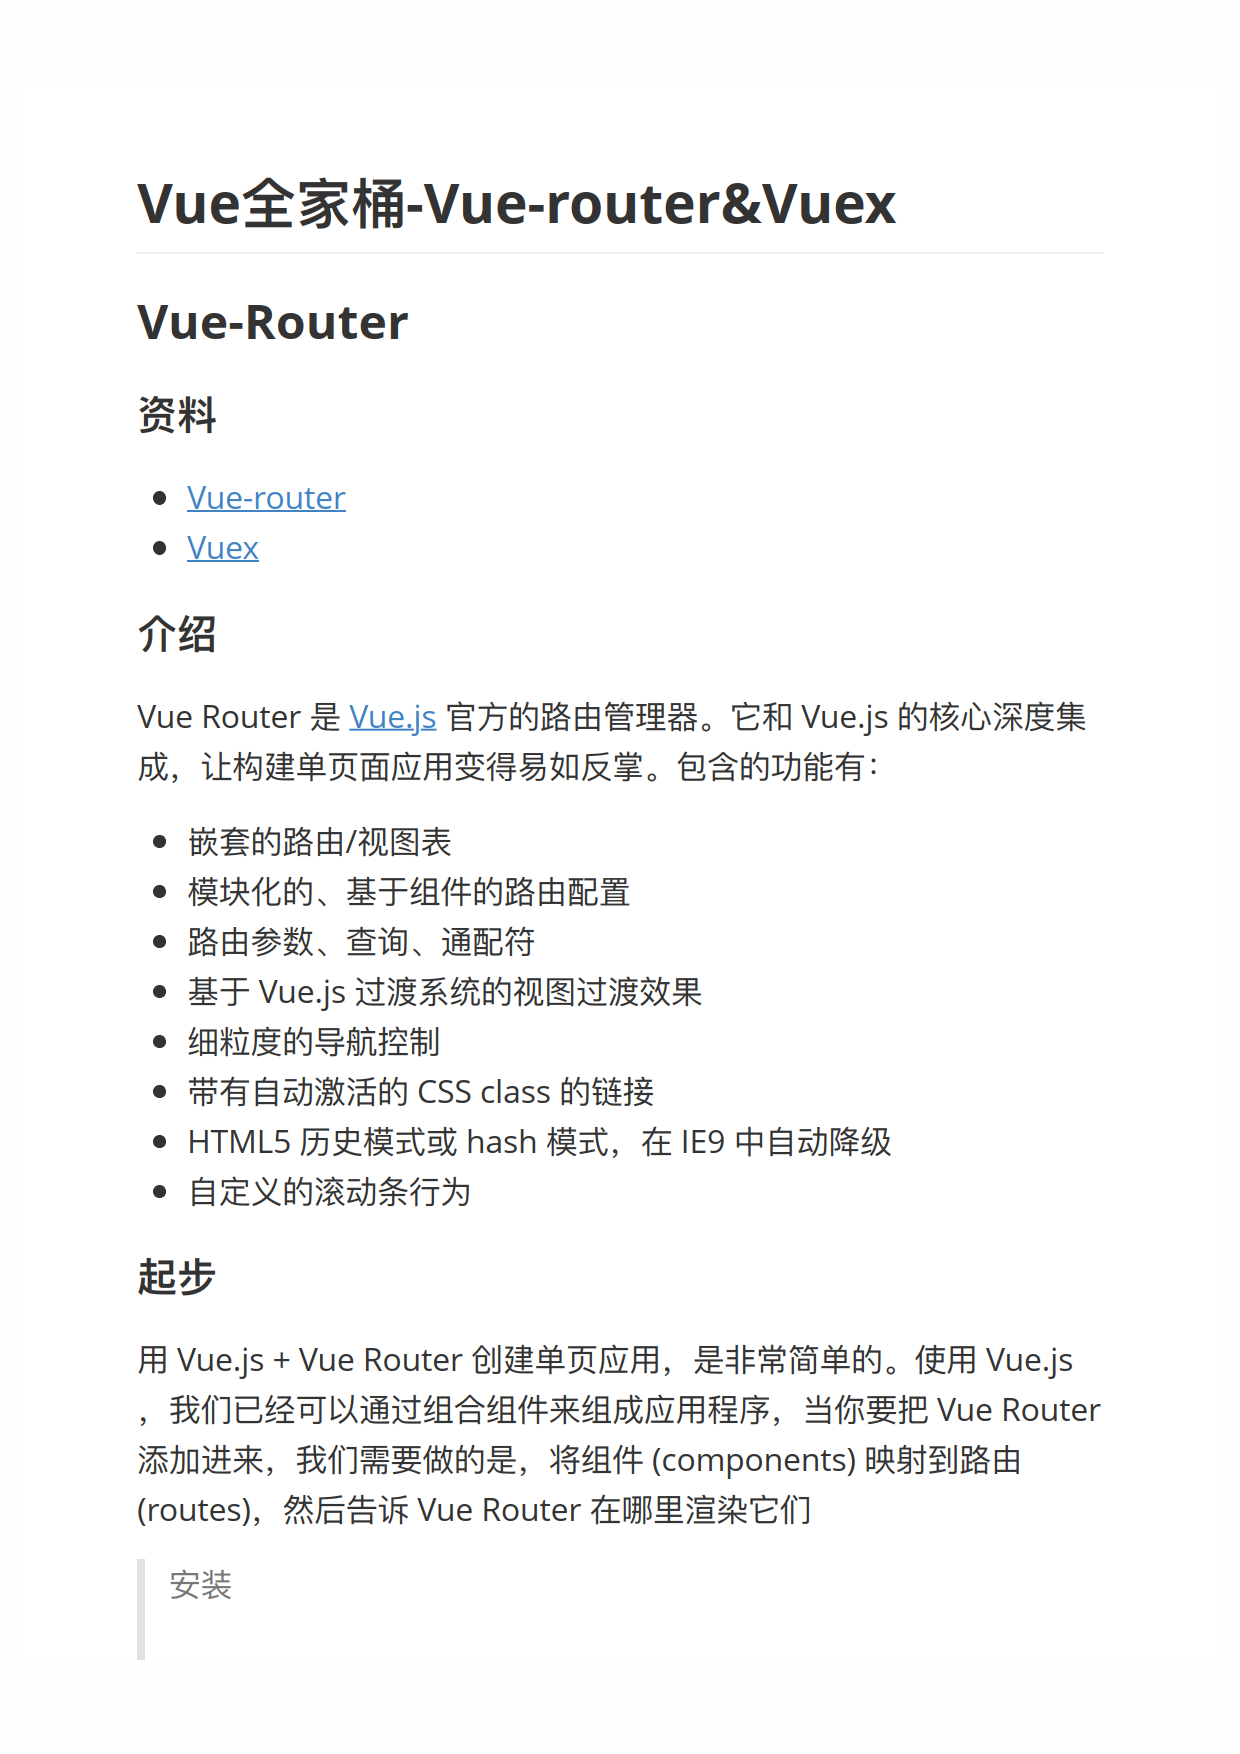 Vue全家桶-Vue-router&Vuex
Vue-Router
资料
Vue-router
Vuex
介绍
Vue Router 是 Vue.js 官方的路由管理器。它和 Vue.js 的核心深度集
成，让构建单页面应用变得易如反掌。包含的功能有：
嵌套的路由/视图表
模块化的、基于组件的路由配置
路由参数、查询、通配符
基于 Vue.js 过渡系统的视图过渡效果
细粒度的导航控制
带有自动激活的 CSS class 的链接
HTML5 历史模式或 hash 模式，在 IE9 中自动降级
自定义的滚动条行为
起步
用 Vue.js + Vue Router 创建单页应用，是非常简单的。使用 Vue.js
，我们已经可以通过组合组件来组成应用程序，当你要把 Vue Router
添加进来，我们需要做的是，将组件 (components) 映射到路由
(routes)，然后告诉 Vue Router 在哪里渲染它们
安装